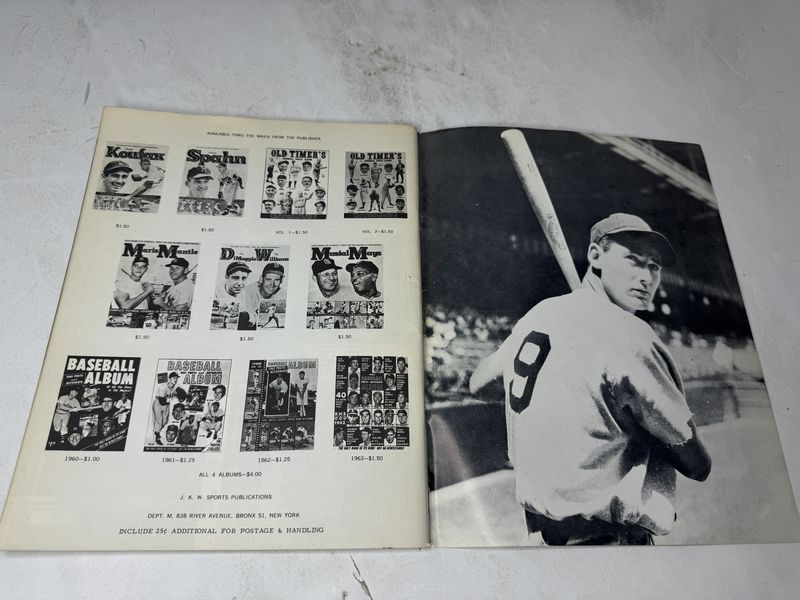 AVAILABLE THRU THE MAILS FROM THE PUBLISHER
Koufax
Spahn
OLD TIMER'S
OLD TIMER'S
$1.50
$1.50
VOL. 1—$1.50
VOL. 2—$1.50
Maris Mantle
DiMaggio Williams
Musial Mays
$1.50
$1.50
$1.50
BASEBALL
ALBUM
BASEBALL
ALBUM
BASEBALL ALBUM
40
1960—$1.00
1961—$1.25
1962—$1.25
1963—$1.50
ALL 4 ALBUMS—$4.00
J. K. W. SPORTS PUBLICATIONS
DEPT. M, 838 RIVER AVENUE, BRONX 51, NEW YORK
INCLUDE 25¢ ADDITIONAL FOR POSTAGE & HANDLING
9